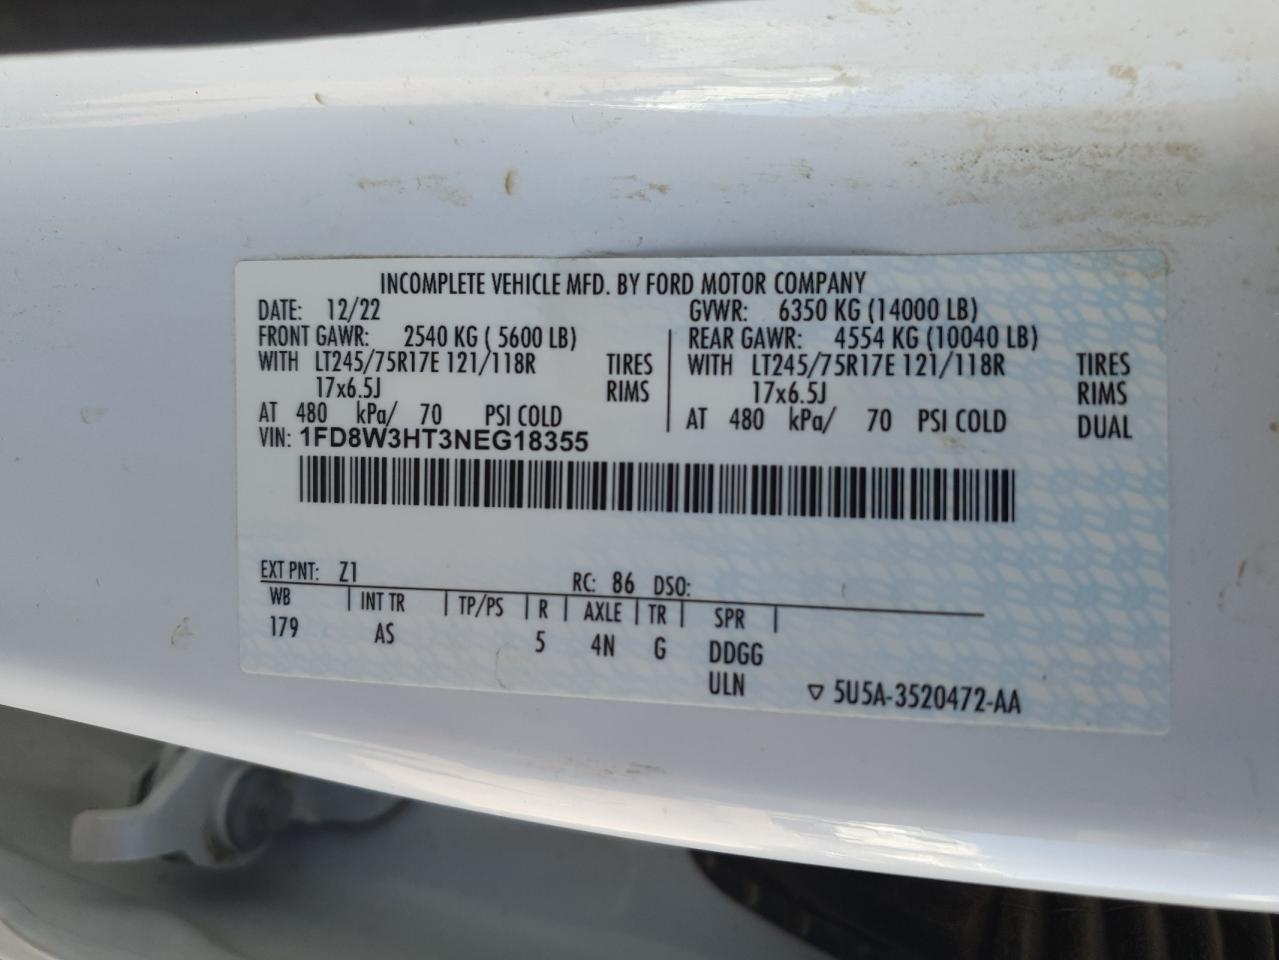 INCOMPLETE VEHICLE MFD. BY FORD MOTOR COMPANY
DATE: 12/22 GVWR: 6350 KG (14000 LB)
FRONT GAWR: 2540 KG ( 5600 LB) REAR GAWR: 4554 KG (10040 LB)
WITH LT245/75R17E 121/118R TIRES WITH LT245/75R17E 121/118R TIRES
17x6.5J RIMS 17x6.5J RIMS
AT 480 kPa/ 70 PSI COLD AT 480 kPa/ 70 PSI COLD DUAL
VIN: 1FD8W3HT3NEG18355
EXT PNT: Z1 RC: 86 DSO:
WB INT TR TP/PS R AXLE TR SPR
179 AS 5 4N G DDGG
ULN ▽ 5U5A-3520472-AA